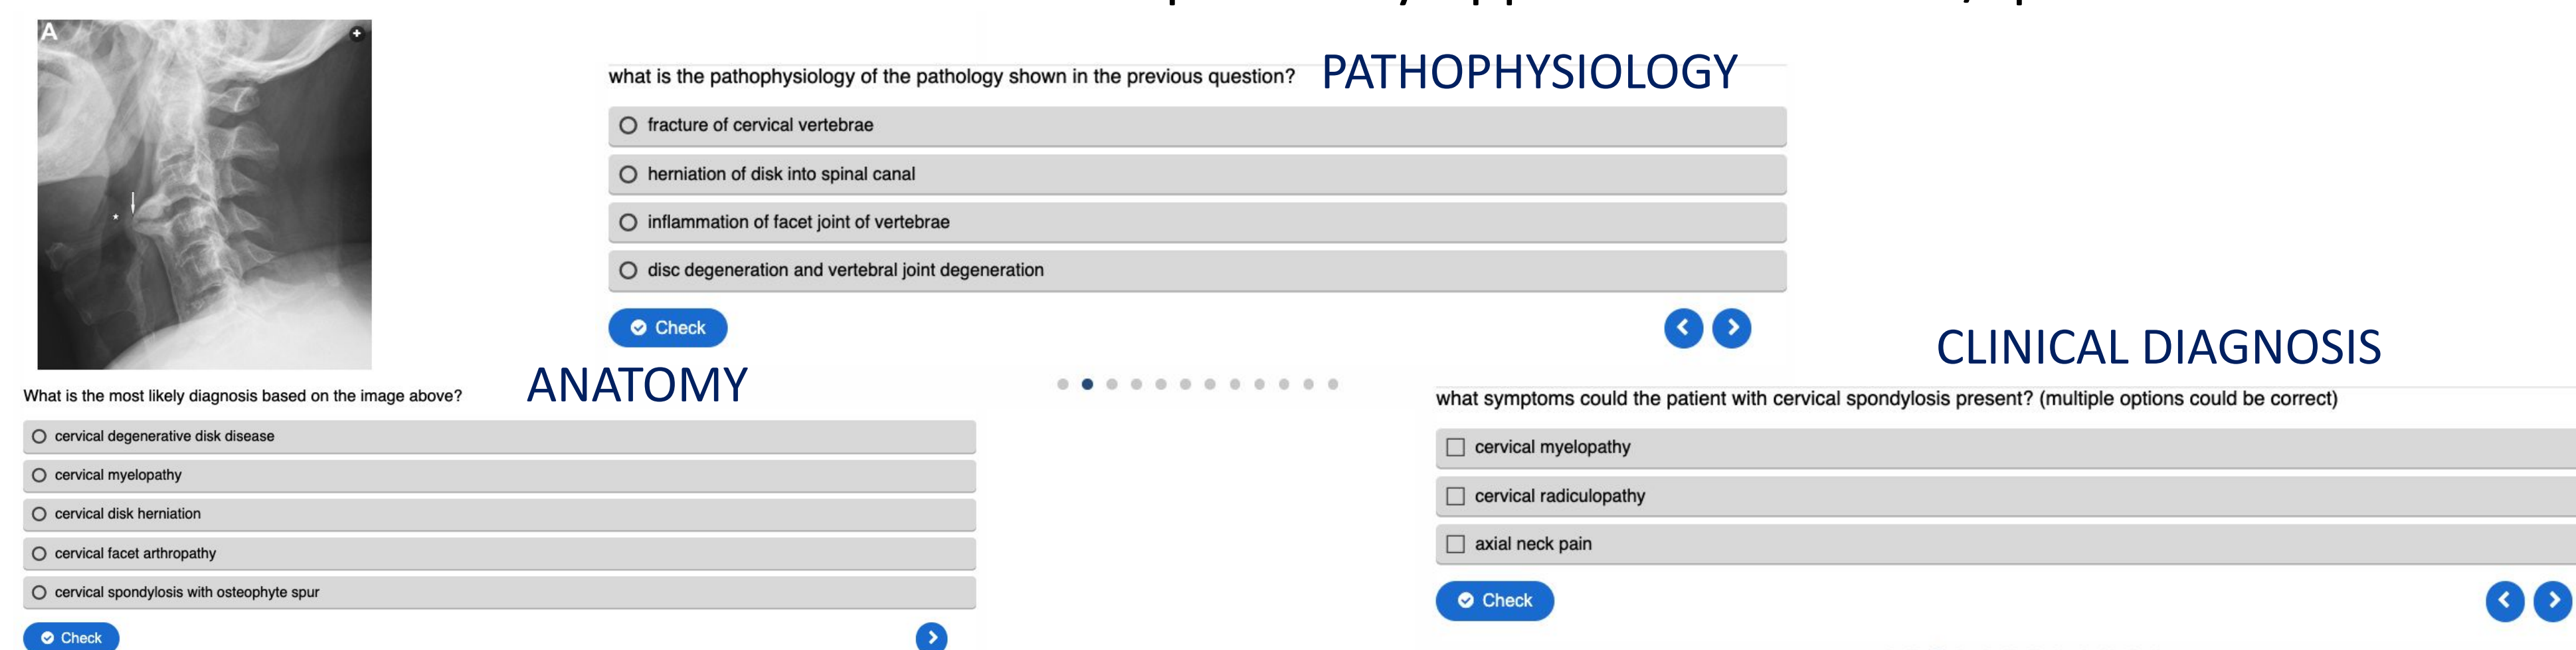 A
What is the most likely diagnosis based on the image above?
ANATOMY
cervical degenerative disk disease
cervical myelopathy
cervical disk herniation
cervical facet arthropathy
cervical spondylosis with osteophyte spur
Check
what is the pathophysiology of the pathology shown in the previous question?
PATHOPHYSIOLOGY
fracture of cervical vertebrae
herniation of disk into spinal canal
inflammation of facet joint of vertebrae
disc degeneration and vertebral joint degeneration
Check
CLINICAL DIAGNOSIS
what symptoms could the patient with cervical spondylosis present? (multiple options could be correct)
cervical myelopathy
cervical radiculopathy
axial neck pain
Check